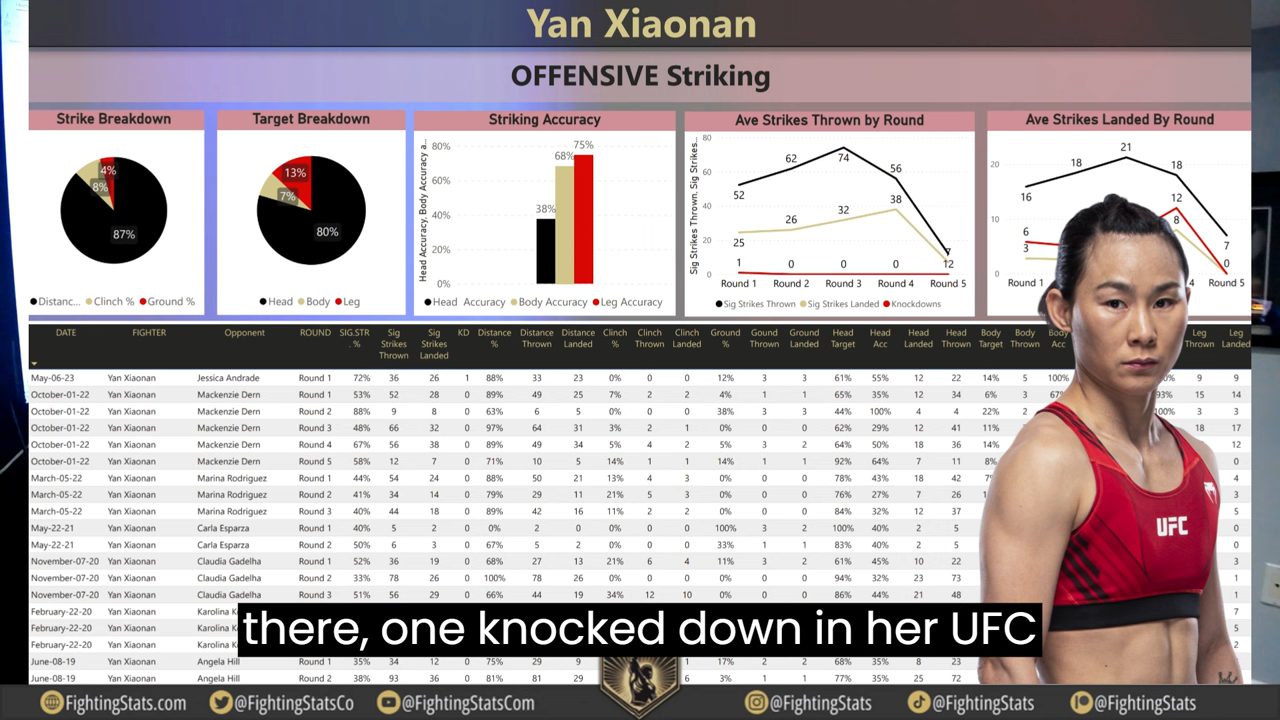 Yan Xiaonan
OFFENSIVE Striking
Strike Breakdown
4%
8%
87%
Distanc... Clinch % Ground %
Target Breakdown
13%
7%
80%
Head Body Leg
Striking Accuracy
Head Accuracy, Body Accuracy a...
80%
60%
40%
20%
0%
38%
68%
75%
Head Accuracy Body Accuracy Leg Accuracy
Ave Strikes Thrown by Round
Sig Strikes Thrown, Sig Strikes...
80
60
40
20
0
52 62 74 56 12
25 26 32 38 7
1 0 0 0
Round 1 Round 2 Round 3 Round 4 Round 5
Sig Strikes Thrown Sig Strikes Landed Knockdowns
Ave Strikes Landed By Round
20
10
0
16 18 21 18 7
6 12 0
3 8
Round 1 Round 4 Round 5
DATE FIGHTER Opponent ROUND SIG.STR. % Sig Strikes Thrown Sig Strikes Landed KD Distance % Distance Thrown Distance Landed Clinch % Clinch Thrown Clinch Landed Ground % Gound Thrown Ground Landed Head Target Head Acc Head Landed Head Thrown Body Target Body Thrown Body Acc Leg Thrown Leg Landed
May-06-23 Yan Xiaonan Jessica Andrade Round 1 72% 36 26 1 88% 33 23 0% 0 0 12% 3 3 61% 55% 12 22 14% 5 100% 9 9
October-01-22 Yan Xiaonan Mackenzie Dern Round 1 53% 52 28 0 89% 49 25 7% 2 2 4% 1 1 65% 35% 12 34 6% 3 67% 93% 15 14
October-01-22 Yan Xiaonan Mackenzie Dern Round 2 88% 9 8 0 63% 6 5 0% 0 0 38% 3 3 44% 100% 4 4 22% 2 100% 3 3
October-01-22 Yan Xiaonan Mackenzie Dern Round 3 48% 66 32 0 97% 64 31 3% 2 1 0% 0 0 62% 29% 12 41 11% 18 17
October-01-22 Yan Xiaonan Mackenzie Dern Round 4 67% 56 38 0 89% 49 34 5% 4 2 5% 3 2 64% 50% 18 36 14% 12
October-01-22 Yan Xiaonan Mackenzie Dern Round 5 58% 12 7 0 71% 10 5 14% 1 1 14% 1 1 92% 64% 7 11 8% 0
March-05-22 Yan Xiaonan Marina Rodriguez Round 1 44% 54 24 0 88% 50 21 13% 4 3 0% 0 0 78% 43% 18 42 4
March-05-22 Yan Xiaonan Marina Rodriguez Round 2 41% 34 14 0 79% 29 11 21% 5 3 0% 0 0 76% 27% 7 26 3
March-05-22 Yan Xiaonan Marina Rodriguez Round 3 40% 44 18 0 89% 42 16 11% 2 2 0% 0 0 84% 32% 12 37 5
May-22-21 Yan Xiaonan Carla Esparza Round 1 40% 5 2 0 0% 2 0 0% 0 0 100% 3 2 100% 40% 2 5 0
May-22-21 Yan Xiaonan Carla Esparza Round 2 50% 6 3 0 67% 5 2 0% 0 0 33% 1 1 83% 40% 2 5 0
November-07-20 Yan Xiaonan Claudia Gadelha Round 1 52% 36 19 0 68% 27 13 21% 6 4 11% 3 2 61% 45% 10 22 3
November-07-20 Yan Xiaonan Claudia Gadelha Round 2 33% 78 26 0 100% 78 26 0% 0 0 0% 0 0 94% 32% 23 73 1
November-07-20 Yan Xiaonan Claudia Gadelha Round 3 51% 56 29 0 66% 44 19 34% 12 10 0% 0 0 86% 44% 21 48 1
February-22-20 Yan Xiaonan Karolina 7
February-22-20 Yan Xiaonan Karolina 5
February-22-20 Yan Xiaonan Karolina 2
there, one knocked down in her UFC
June-08-19 Yan Xiaonan Angela Hill Round 1 35% 34 12 0 75% 29 9 1 17% 2 2 68% 35% 8 23 3
June-08-19 Yan Xiaonan Angela Hill Round 2 38% 93 36 0 81% 81 29 6 3% 1 1 77% 35% 25 72 5
UFC
FightingStats.com @FightingStatsCo @FightingStatsCom @FightingStats @FightingStats @FightingStats